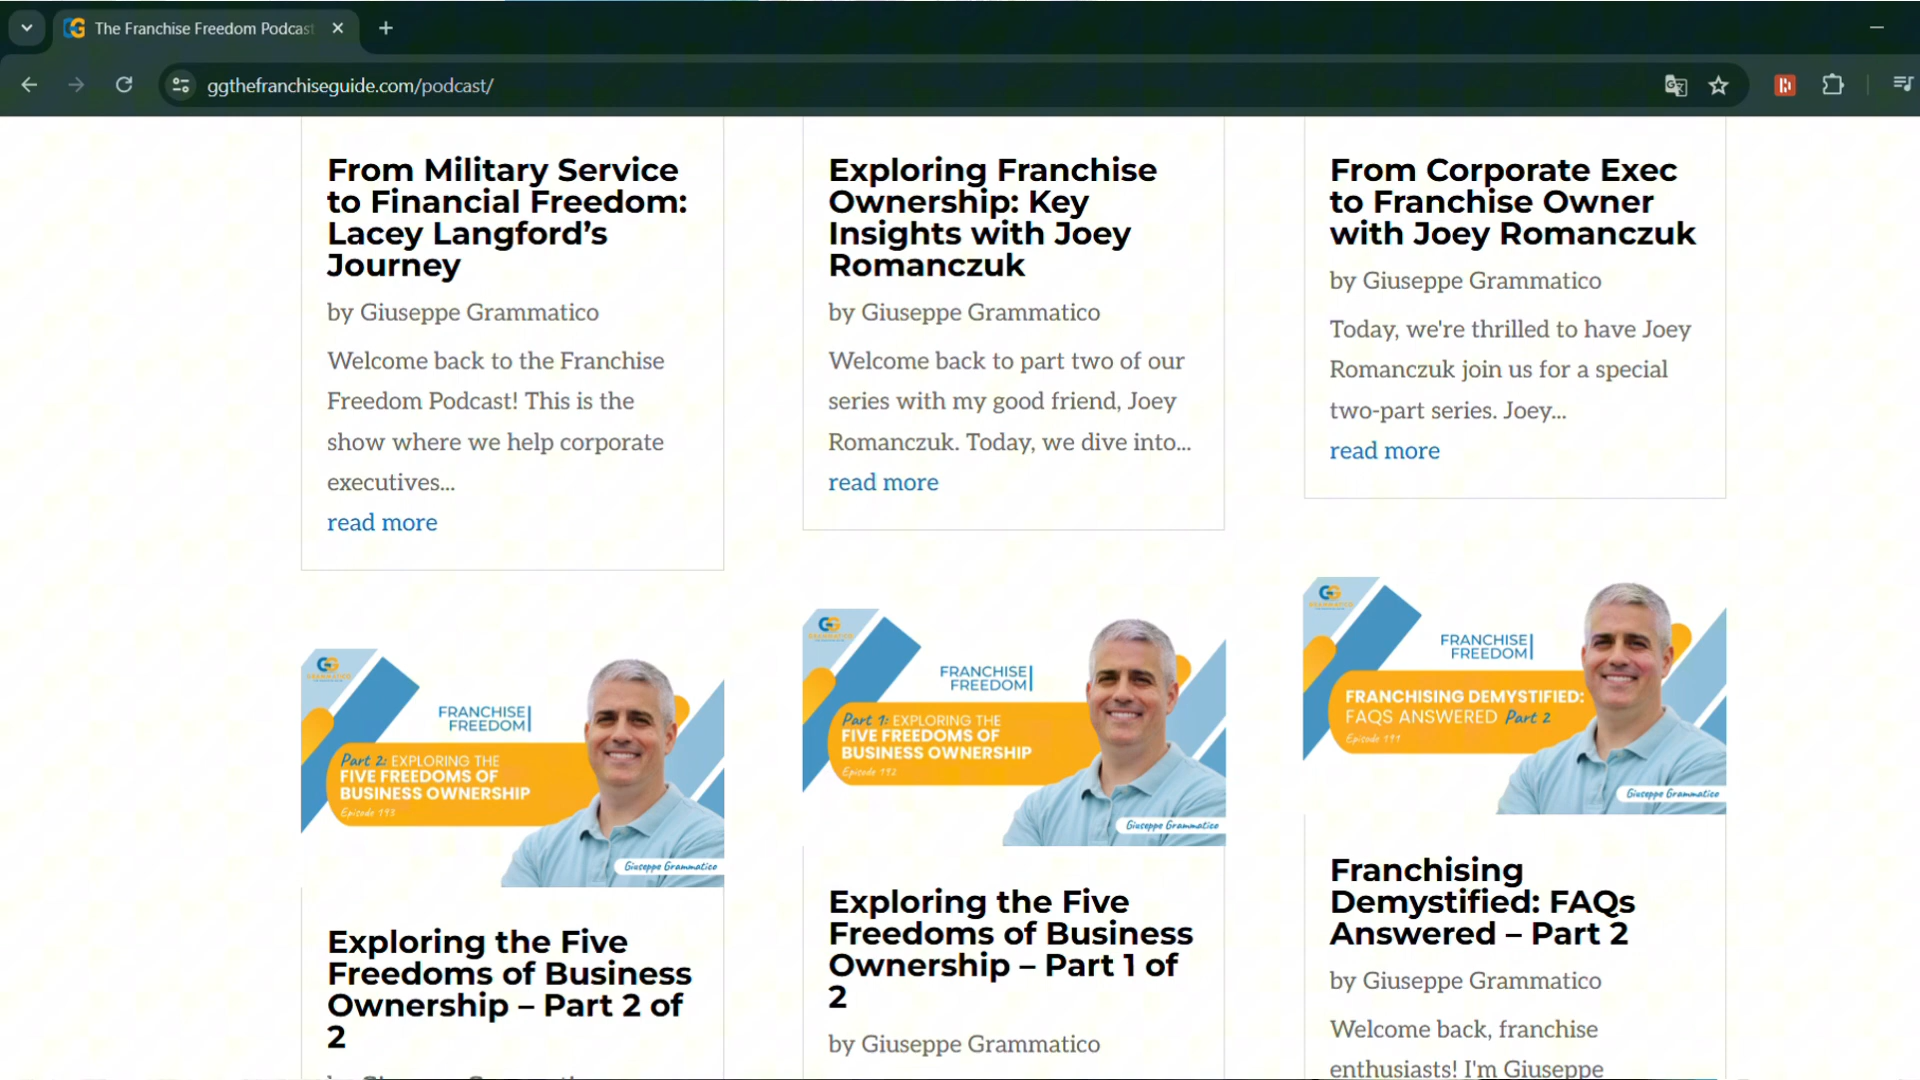 The Franchise Freedom Podcast
ggthefranchiseguide.com/podcast/
From Military Service
to Financial Freedom:
Lacey Langford’s
Journey
by Giuseppe Grammatico
Welcome back to the Franchise
Freedom Podcast! This is the
show where we help corporate
executives...
read more
Exploring Franchise
Ownership: Key
Insights with Joey
Romanczuk
by Giuseppe Grammatico
Welcome back to part two of our
series with my good friend, Joey
Romanczuk. Today, we dive into...
read more
From Corporate Exec
to Franchise Owner
with Joey Romanczuk
by Giuseppe Grammatico
Today, we're thrilled to have Joey
Romanczuk join us for a special
two-part series. Joey...
read more
GG
FRANCHISE
FREEDOM
Part 2: EXPLORING THE
FIVE FREEDOMS OF
BUSINESS OWNERSHIP
Episode 193
Giuseppe Grammatico
Exploring the Five
Freedoms of Business
Ownership – Part 2 of
2
GG
FRANCHISE
FREEDOM
Part 1: EXPLORING THE
FIVE FREEDOMS OF
BUSINESS OWNERSHIP
Episode 192
Giuseppe Grammatico
Exploring the Five
Freedoms of Business
Ownership – Part 1 of
2
by Giuseppe Grammatico
GG
FRANCHISE
FREEDOM
FRANCHISING DEMYSTIFIED:
FAQS ANSWERED Part 2
Episode 191
Giuseppe Grammatico
Franchising
Demystified: FAQs
Answered – Part 2
by Giuseppe Grammatico
Welcome back, franchise
enthusiasts! I'm Giuseppe